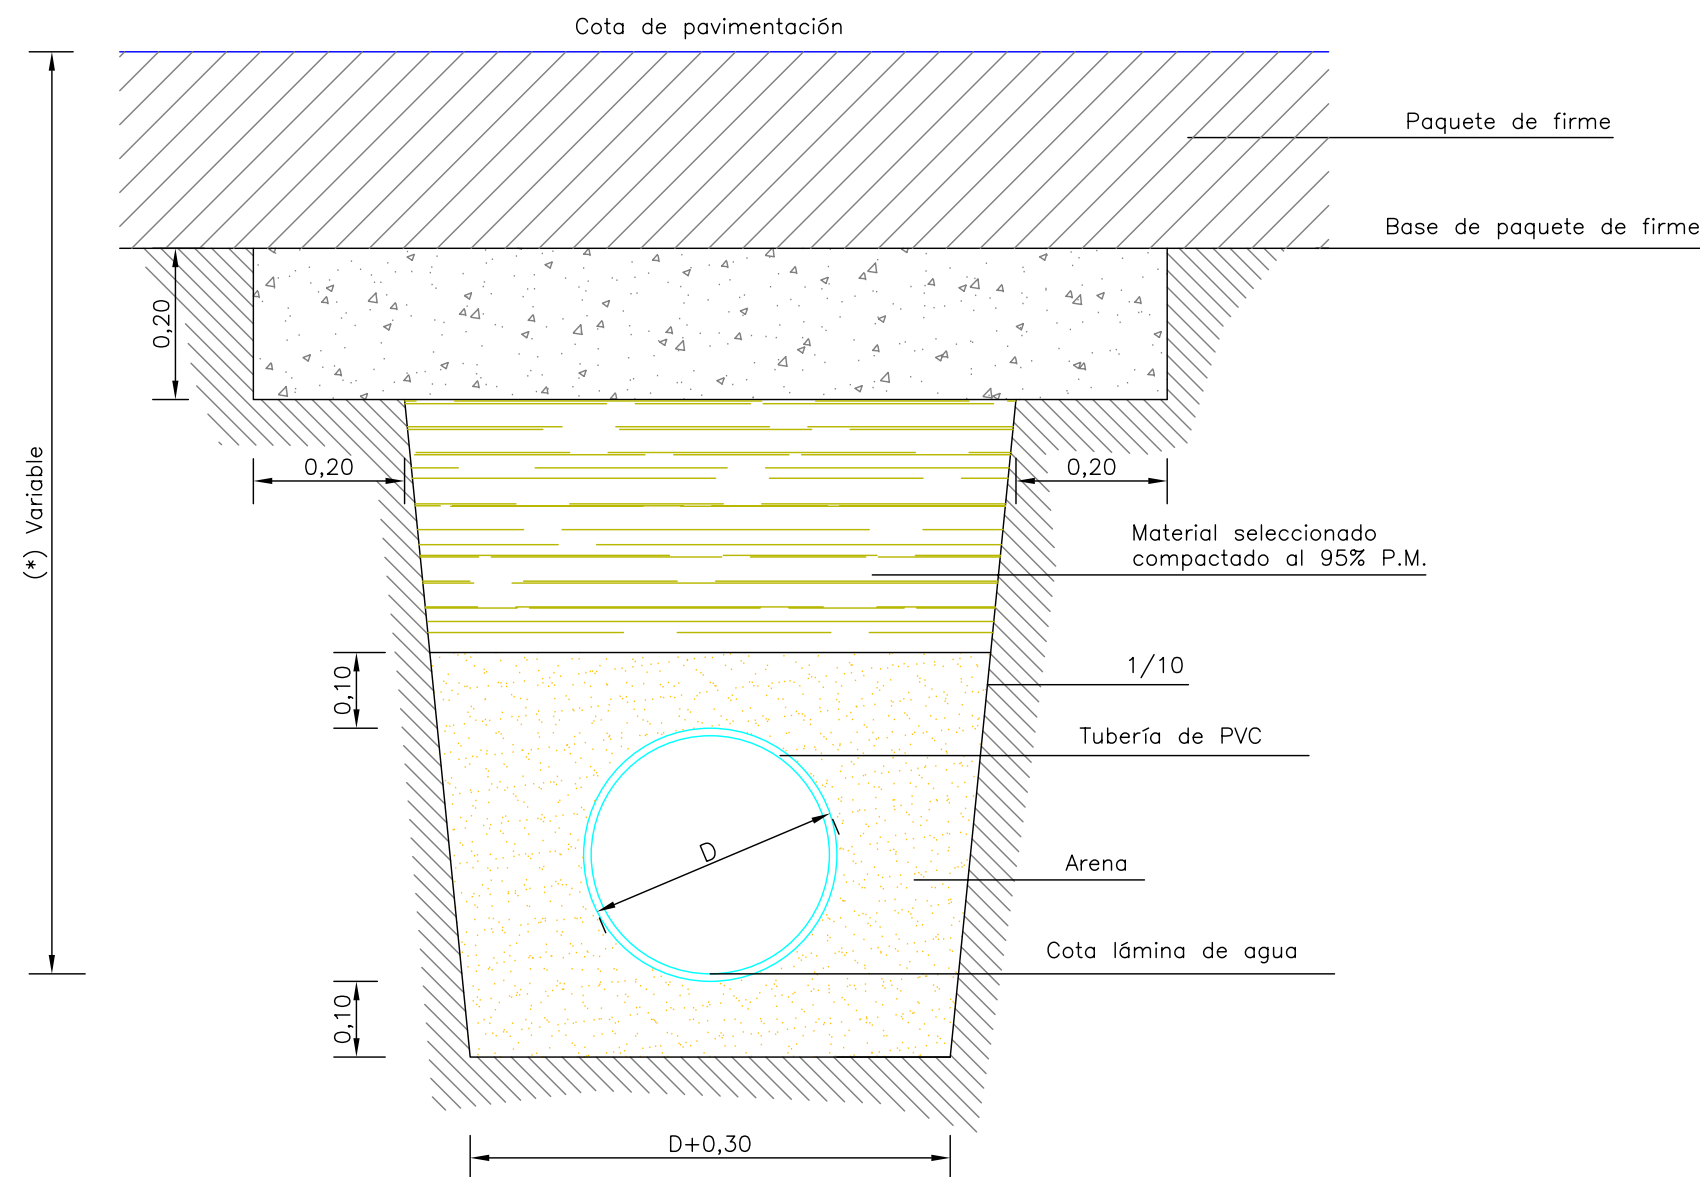 Cota de pavimentación
Paquete de firme
Base de paquete de firme
0,20
(*) Variable
0,20
0,20
Material seleccionado
compactado al 95% P.M.
0,10
1/10
Tubería de PVC
D
Arena
Cota lámina de agua
0,10
D+0,30